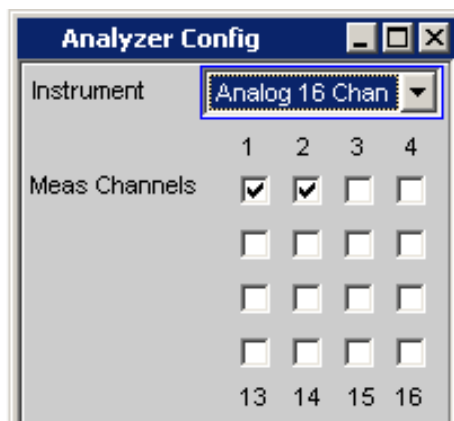 Analyzer Config
Instrument Analog 16 Chan
1 2 3 4
Meas Channels
13 14 15 16